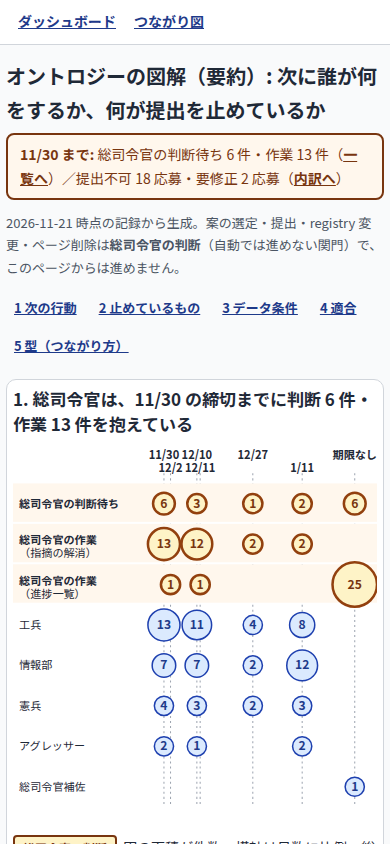 ダッシュボード つながり図
オントロジーの図解（要約）: 次に誰が何
をするか、何が提出を止めているか
11/30 まで: 総司令官の判断待ち 6 件・作業 13 件（一
覧へ）／提出不可 18 応募・要修正 2 応募（内訳へ）
2026-11-21 時点の記録から生成。案の選定・提出・registry 変
更・ページ削除は総司令官の判断（自動では進めない関門）で、
このページからは進めません。
1 次の行動 2 止めているもの 3 データ条件 4 適合
5 型（つながり方）
1. 総司令官は、11/30 の締切までに判断 6 件・
作業 13 件を抱えている
11/30 12/10 12/27 期限なし
12/2 12/11 1/11
総司令官の判断待ち 6 3 1 2 6
総司令官の作業
（指摘の解消） 13 12 2 2
総司令官の作業
（進捗一覧） 1 1 25
工兵 13 11 4 8
情報部 7 7 2 12
憲兵 4 3 2 3
アグレッサー 2 1 2
総司令官補佐 1